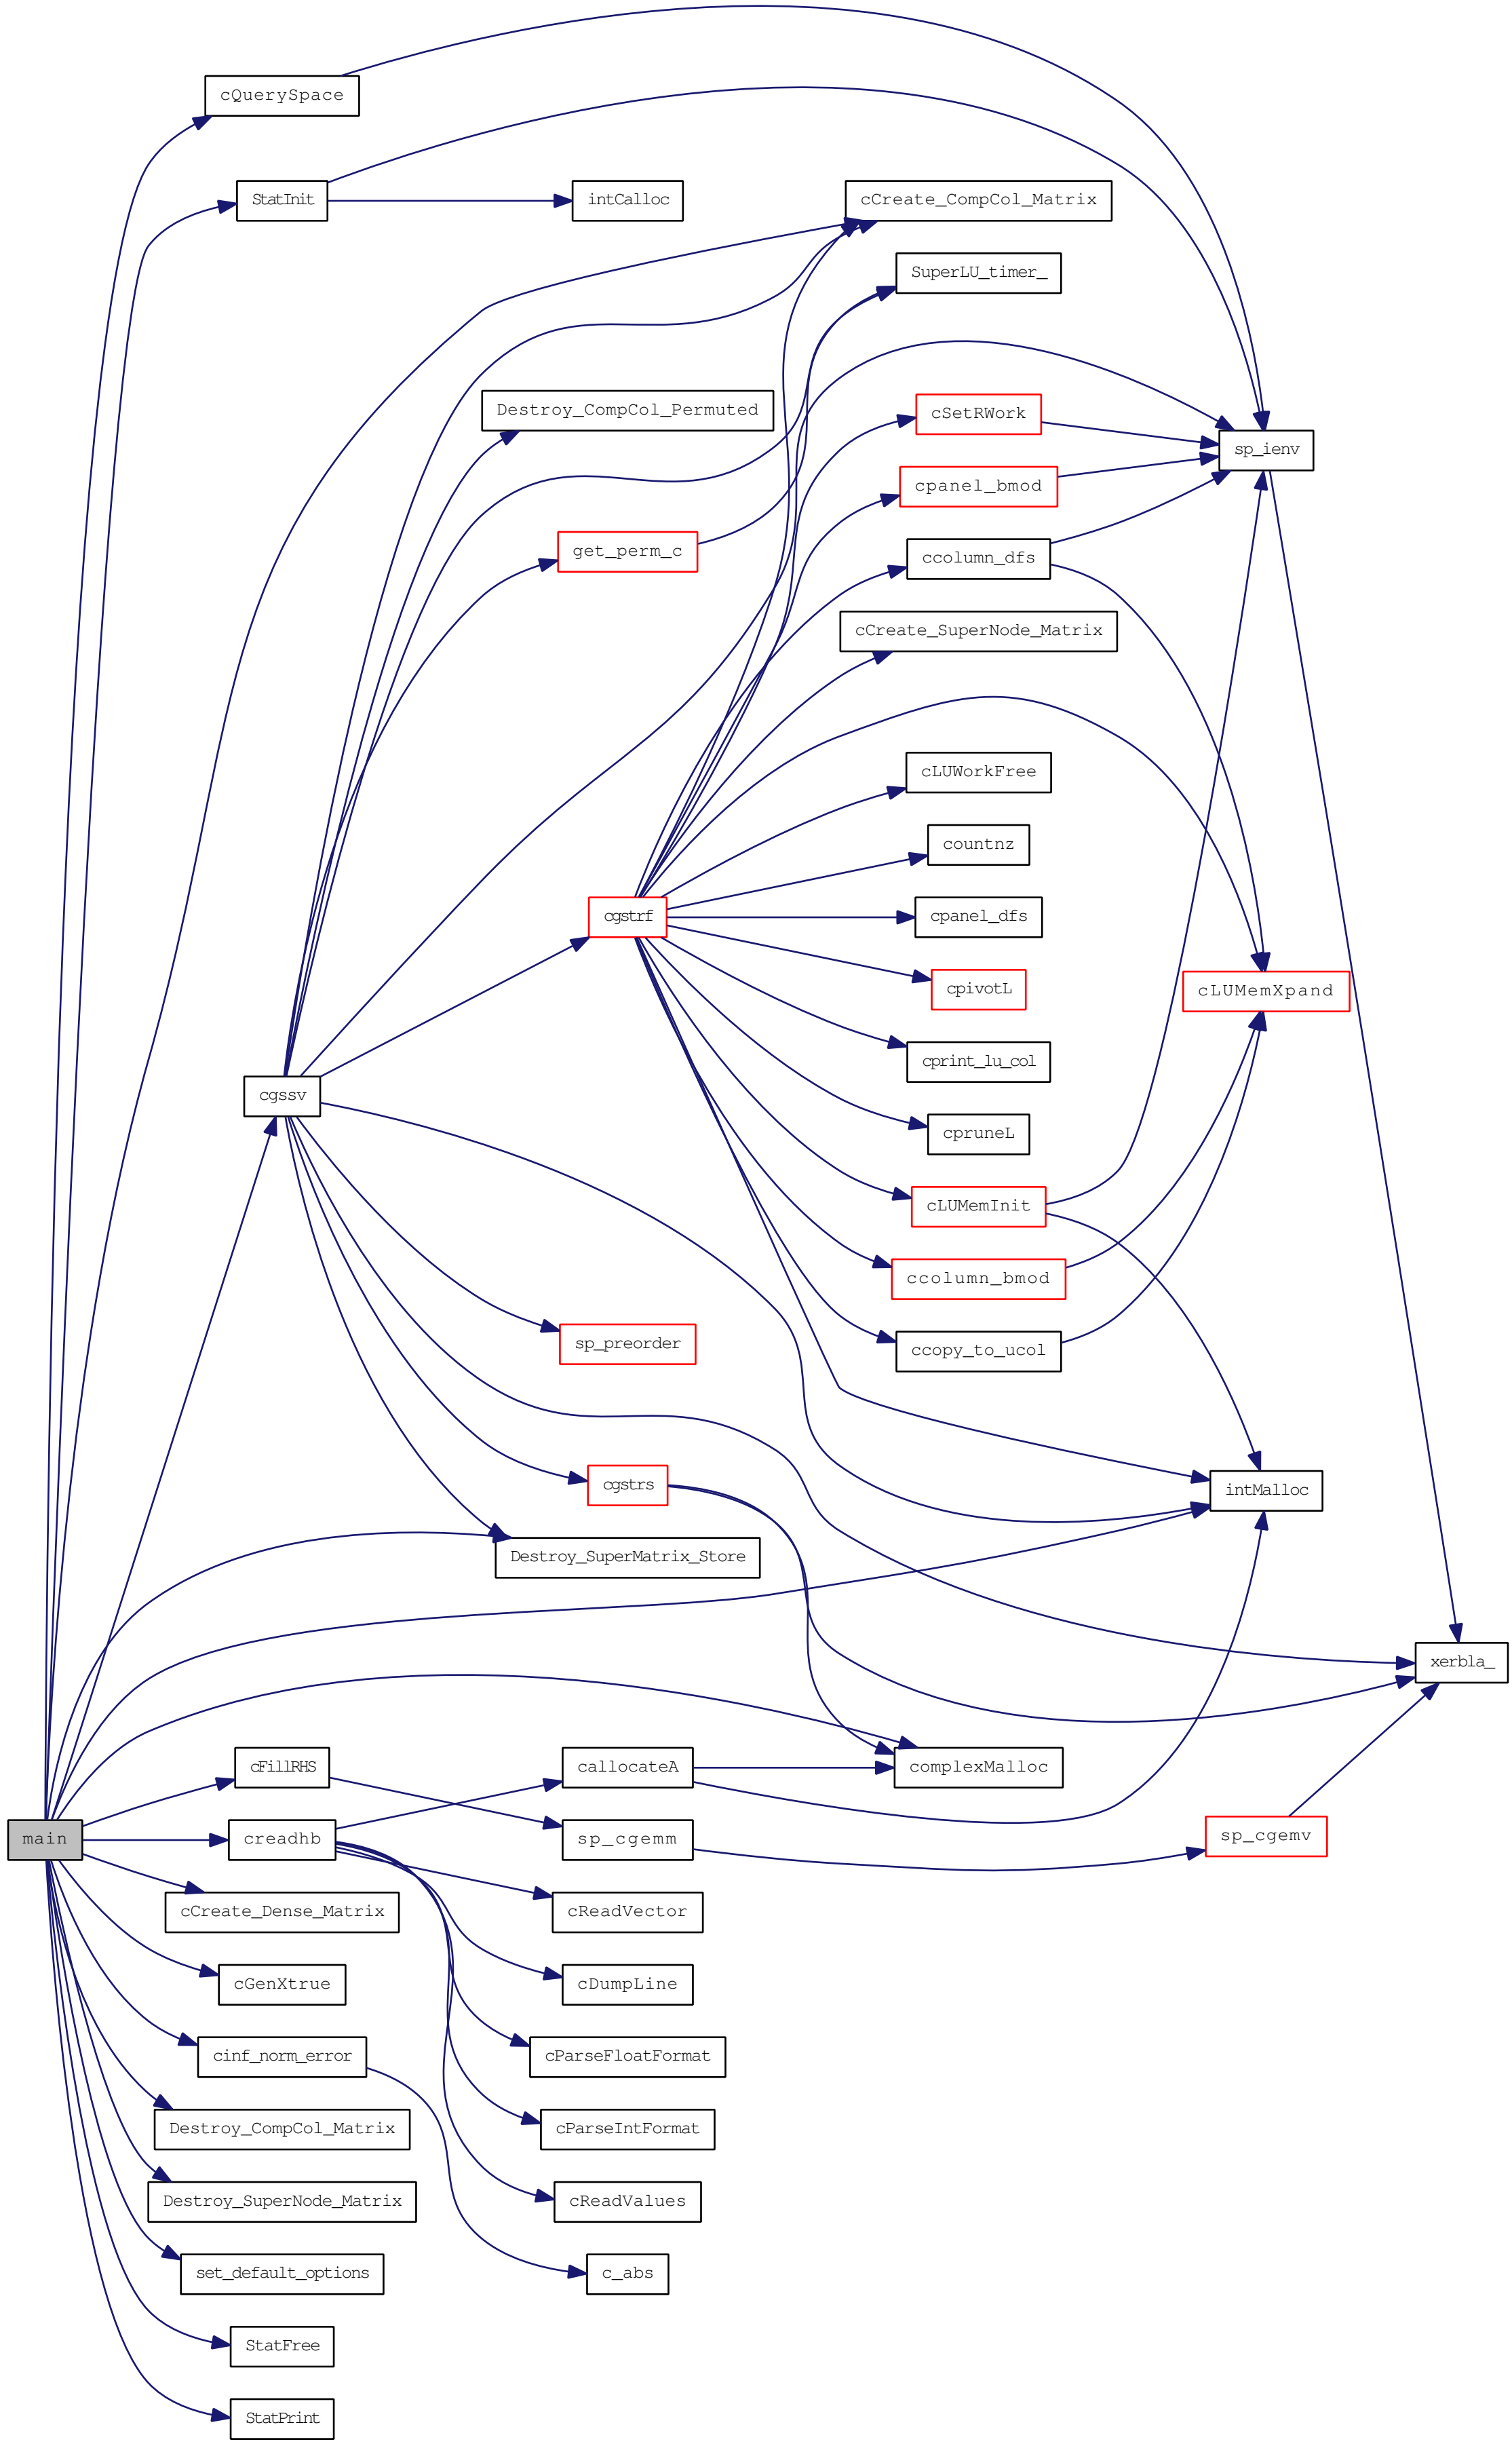 cQuerySpace
StatInit
intCalloc
cCreate_CompCol_Matrix
SuperLU_timer_
Destroy_CompCol_Permuted
cSetRWork
sp_ienv
cpanel_bmod
get_perm_c
ccolumn_dfs
cCreate_SuperNode_Matrix
cLUWorkFree
countnz
cgstrf
cpanel_dfs
cpivotL
cLUMemXpand
cprint_lu_col
cgssv
cpruneL
cLUMemInit
ccolumn_bmod
sp_preorder
ccopy_to_ucol
cgstrs
intMalloc
Destroy_SuperMatrix_Store
xerbla_
cFillRHS
callocateA
complexMalloc
main
creadhb
sp_cgemm
sp_cgemv
cCreate_Dense_Matrix
cReadVector
cGenXtrue
cDumpLine
cinf_norm_error
cParseFloatFormat
Destroy_CompCol_Matrix
cParseIntFormat
Destroy_SuperNode_Matrix
cReadValues
set_default_options
c_abs
StatFree
StatPrint